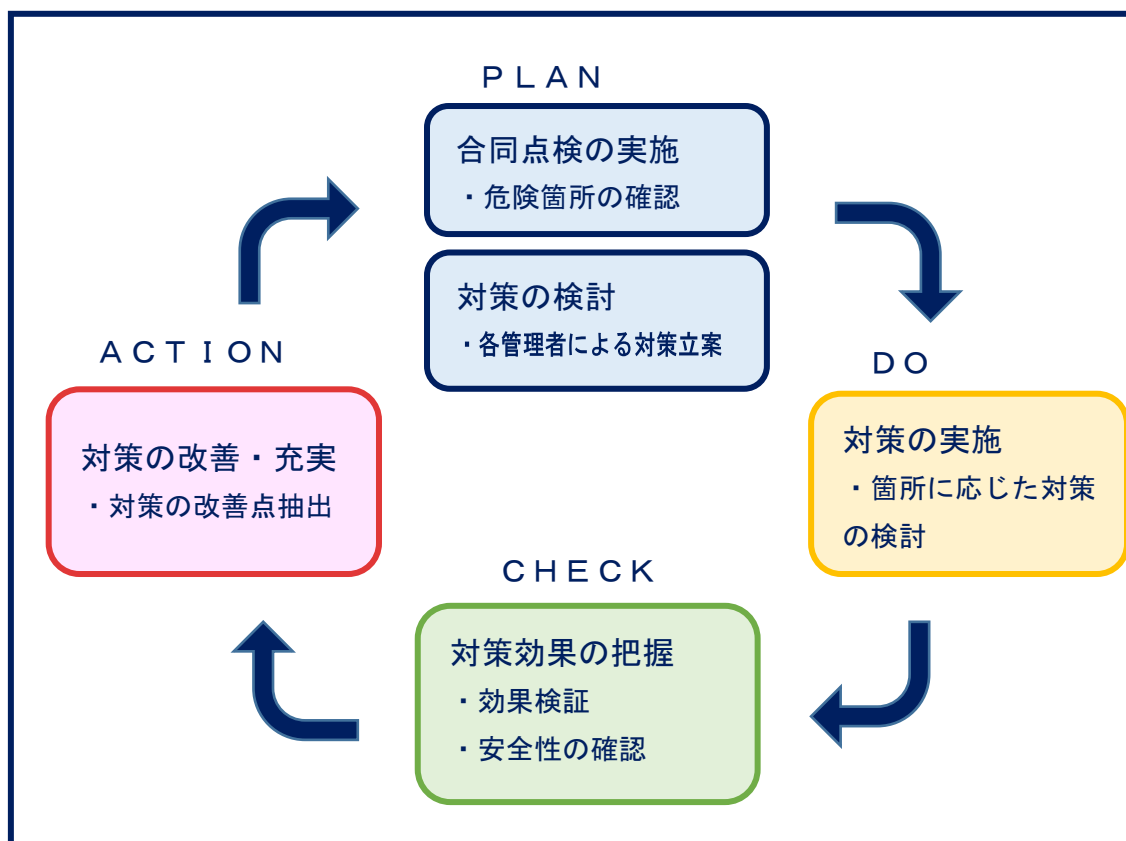 ＰＬＡＮ
合同点検の実施
・危険箇所の確認
対策の検討
・各管理者による対策立案
ＤＯ
対策の実施
・箇所に応じた対策
の検討
ＣＨＥＣＫ
対策効果の把握
・効果検証
・安全性の確認
ＡＣＴＩＯＮ
対策の改善・充実
・対策の改善点抽出